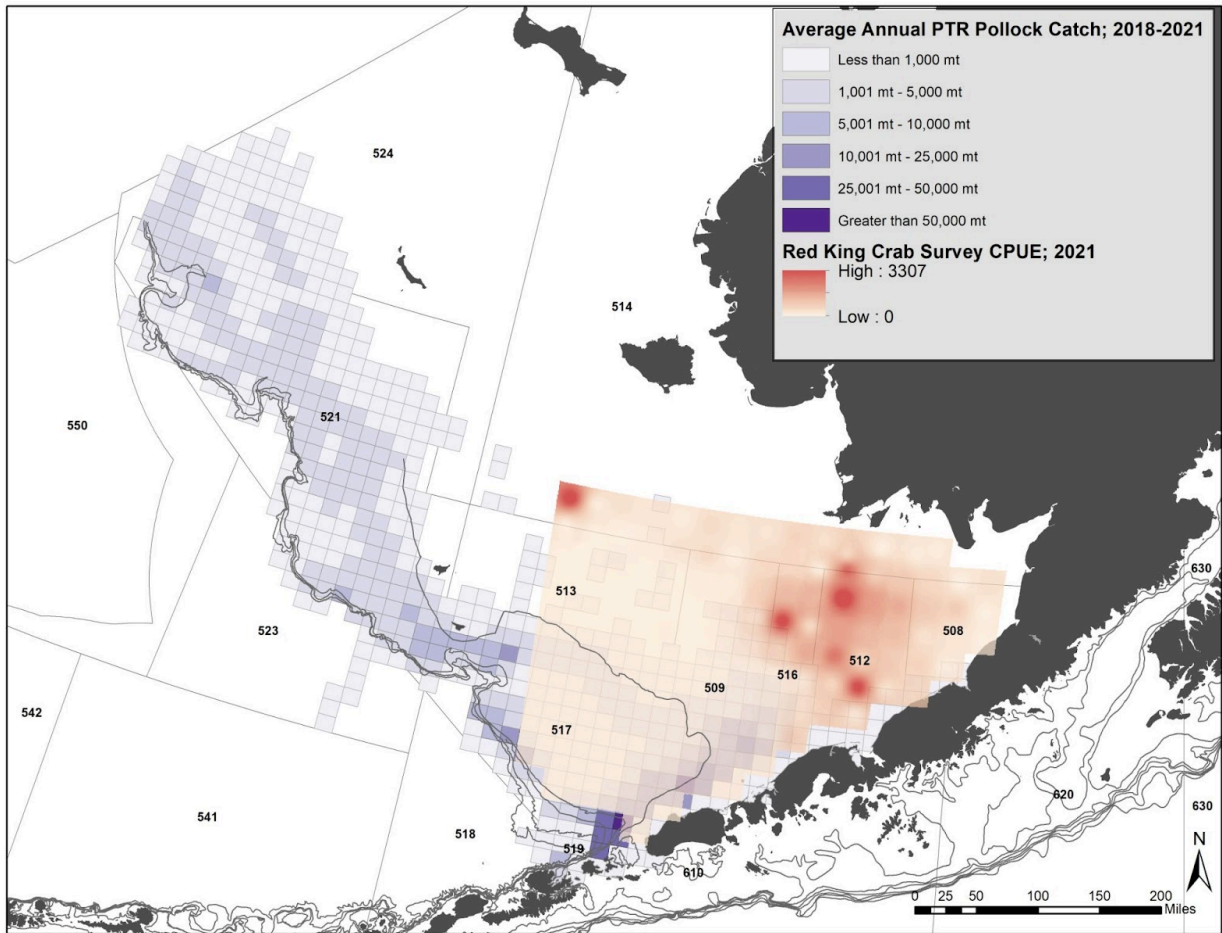 Average Annual PTR Pollock Catch; 2018-2021
Less than 1,000 mt
1,001 mt - 5,000 mt
5,001 mt - 10,000 mt
10,001 mt - 25,000 mt
25,001 mt - 50,000 mt
Greater than 50,000 mt
Red King Crab Survey CPUE; 2021
High : 3307
Low : 0
524
514
521
550
630
513
508
523
516
512
509
542
517
620
630
541
518
519
610
N
0 25 50 100 150 200
Miles